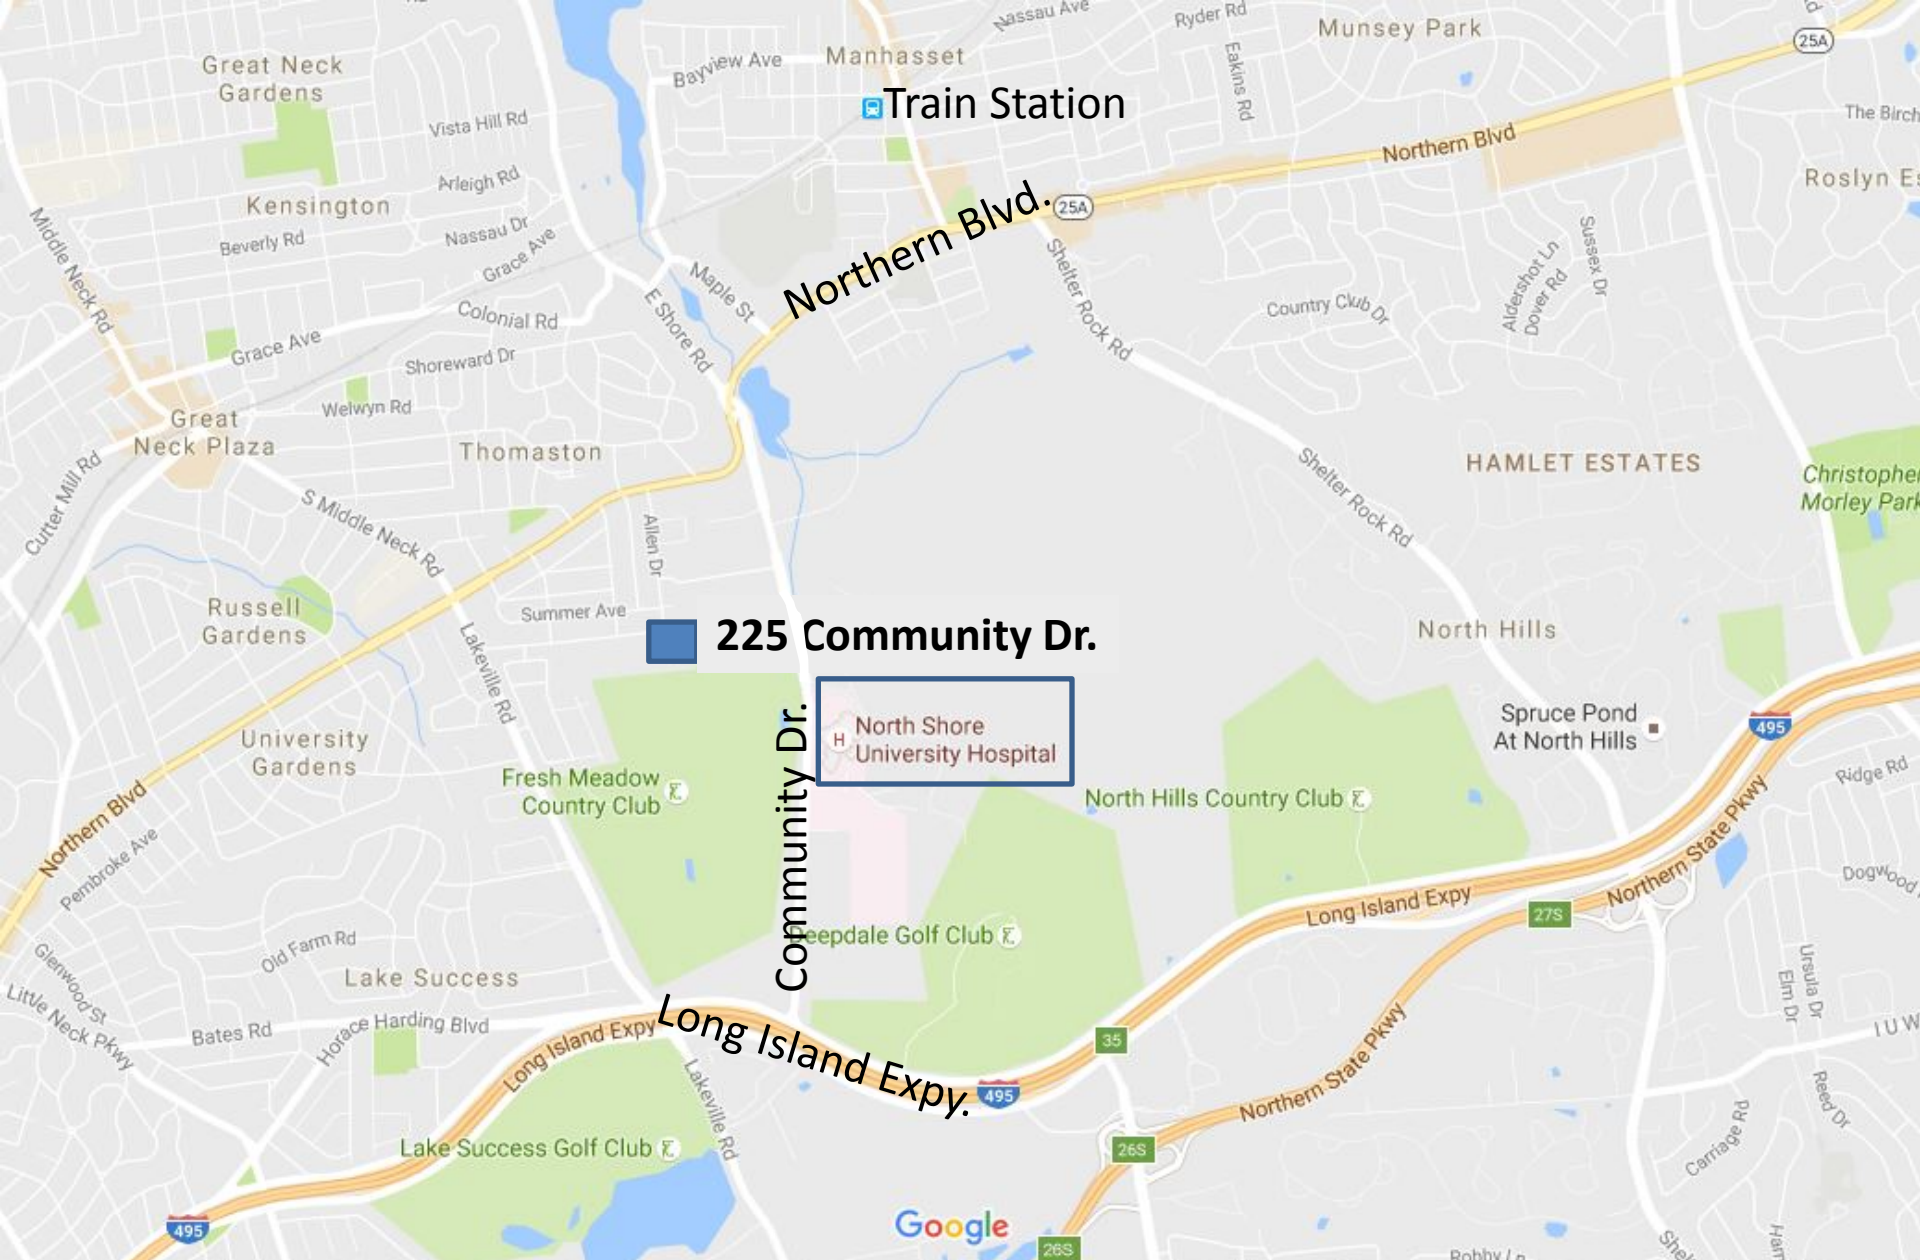 Nassau Ave
Ryder Rd
Munsey Park
25A
Great Neck
Gardens
Bayview Ave
Manhasset
Eakins Rd
Train Station
Vista Hill Rd
The Birch
Northern Blvd
Arleigh Rd
Roslyn Es
Kensington
Northern Blvd.
25A
Middle Neck Rd
Beverly Rd
Nassau Dr
Grace Ave
Sussex Dr
Aldershot Ln
Dover Rd
Maple St
Shelter Rock Rd
E Shore Rd
Colonial Rd
Country Club Dr
Grace Ave
Shoreward Dr
Welwyn Rd
Great
Neck Plaza
Thomaston
HAMLET ESTATES
Christopher
Morley Park
Cutter Mill Rd
S Middle Neck Rd
Shelter Rock Rd
Allen Dr
Russell
Gardens
Summer Ave
225 Community Dr.
North Hills
Lakeville Rd
University
Gardens
Community Dr.
H
North Shore
University Hospital
Spruce Pond
At North Hills
495
Fresh Meadow
Country Club
North Hills Country Club
Ridge Rd
Northern Blvd
Pembroke Ave
Northern State Pkwy
Dogwood
Long Island Expy
27S
Old Farm Rd
Deepdale Golf Club
Glenwood St
Little Neck Pkwy
Lake Success
Ursula Dr
Elm Dr
Bates Rd
Horace Harding Blvd
Long Island Expy
Long Island Expy.
35
495
Northern State Pkwy
I U W
Lakeville Rd
Reed Dr
Carriage Rd
Lake Success Golf Club
26S
495
Google
26S
Shel
Ham
Robby Ln